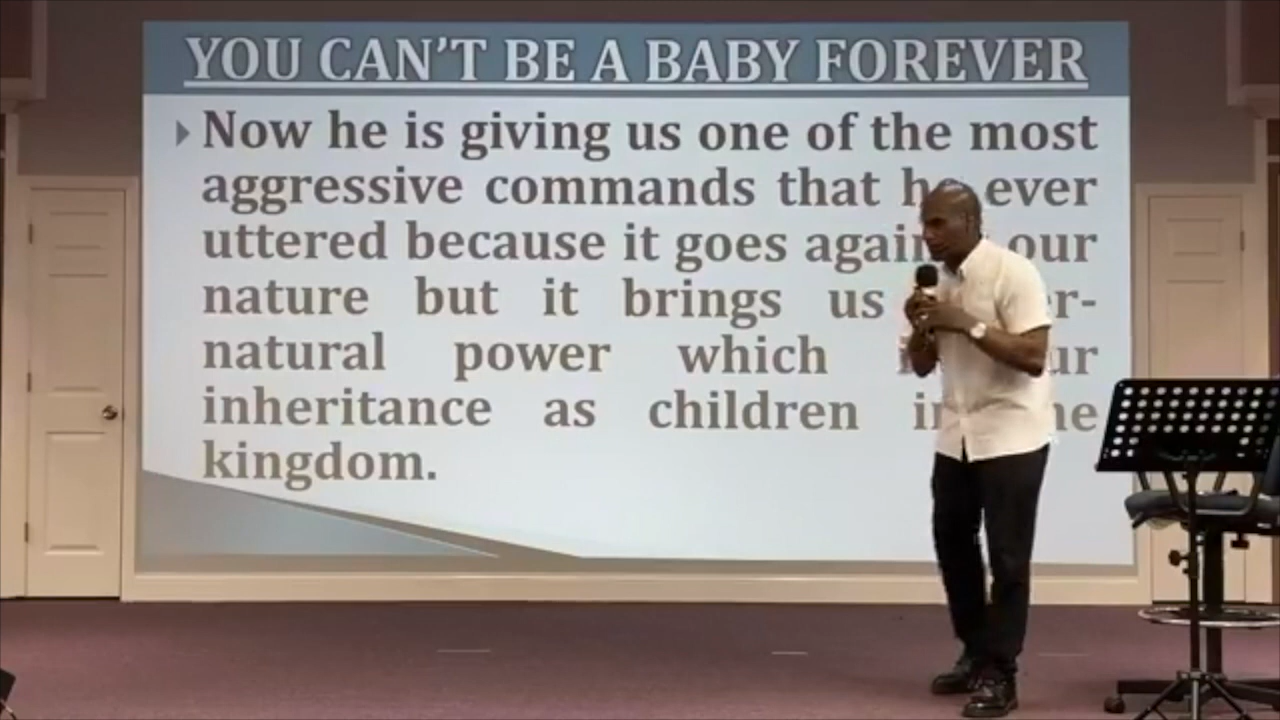 YOU CAN'T BE A BABY FOREVER
Now he is giving us one of the most
aggressive commands that ever
uttered because it goes our
nature but it brings us
natural power which
inheritance as children
kingdom.